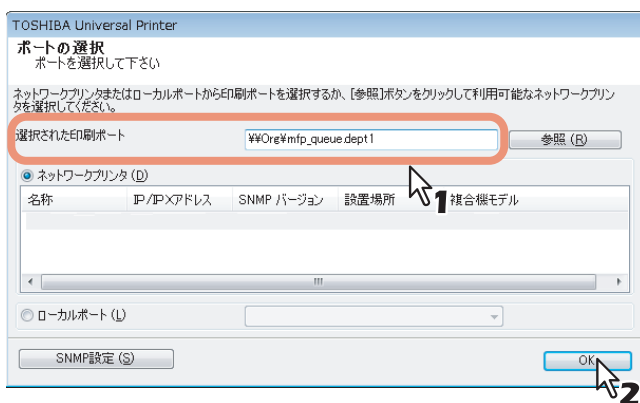 TOSHIBA Universal Printer
ポートの選択
ポートを選択して下さい
ネットワークプリンタまたはローカルポートから印刷ポートを選択するか、[参照]ボタンをクリックして利用可能なネットワークプリン
タを選択してください。
選択された印刷ポート ¥¥Org¥mfp_queue.dept1 参照 (R)
ネットワークプリンタ (D)
名称 IP/IPXアドレス SNMP バージョン 設置場所 複合機モデル
1
ローカルポート (L)
SNMP設定 (S) OK
2